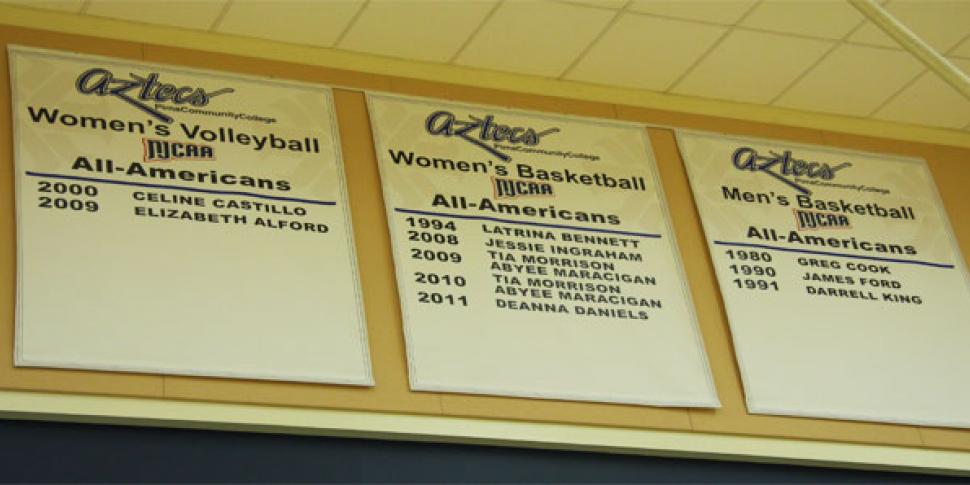 Aztecs
PimaCommunityCollege
Women's Volleyball
NJCAA
All-Americans
2000 CELINE CASTILLO
2009 ELIZABETH ALFORD
Aztecs
PimaCommunityCollege
Women's Basketball
NJCAA
All-Americans
1994 LATRINA BENNETT
2008 JESSIE INGRAHAM
2009 TIA MORRISON
ABYEE MARACIGAN
2010 TIA MORRISON
ABYEE MARACIGAN
2011 DEANNA DANIELS
Aztecs
PimaCommunityCollege
Men's Basketball
NJCAA
All-Americans
1980 GREG COOK
1990 JAMES FORD
1991 DARRELL KING